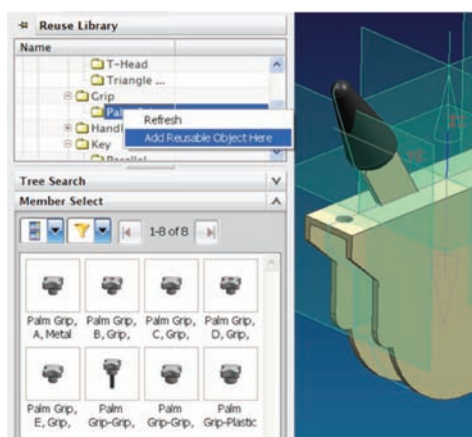 Reuse Library
Name
T-Head
Triangle ...
Grip
Refresh
Handl
Add Reusable Object Here
Key
Parallel
Tree Search
Member Select
1-8 of 8
Palm Grip, Palm Grip, Palm Grip, Palm Grip,
A, Metal B, Grip, C, Grip, D, Grip,
Palm Grip, Palm Palm Palm
E, Grip, Grip-Grip, Grip-Grip, Grip-Plastic